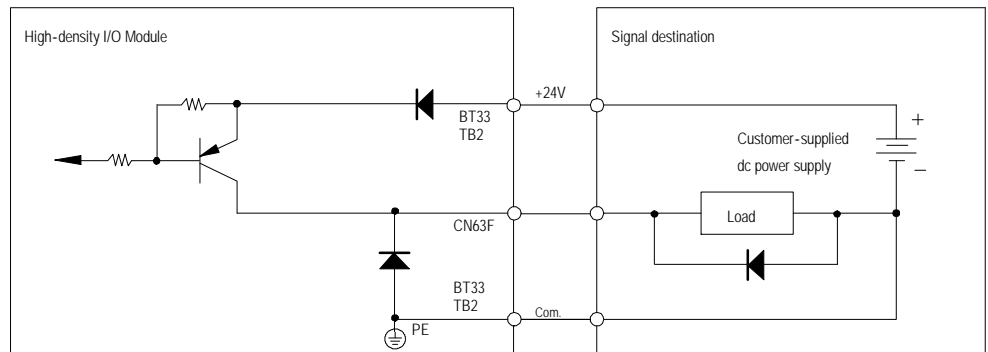 High-density I/O Module
Signal destination
+24V
BT33
TB2
+
Customer-supplied
dc power supply
–
CN63F
Load
BT33
TB2
Com.
PE